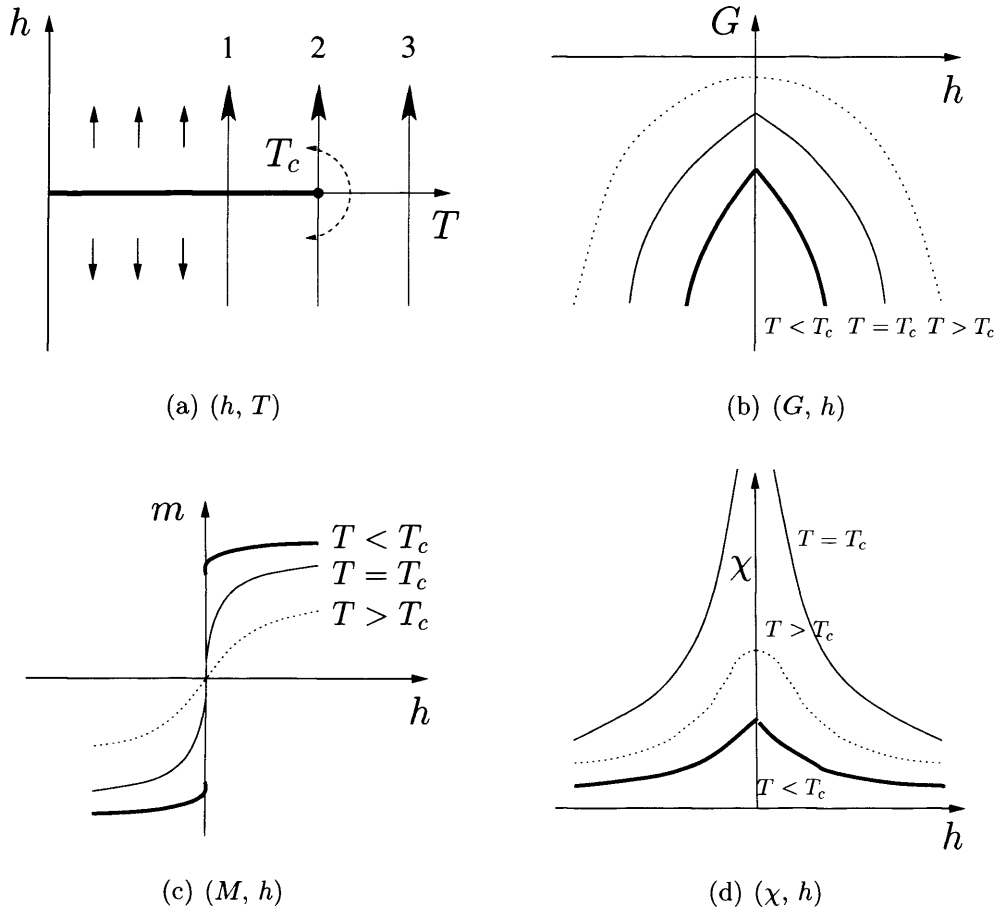 h
1 2 3
T_c
T
(a) (h, T)
G
h
T < T_c T = T_c T > T_c
(b) (G, h)
m
T < T_c
T = T_c
T > T_c
h
(c) (M, h)
χ
T = T_c
T > T_c
T < T_c
h
(d) (χ, h)